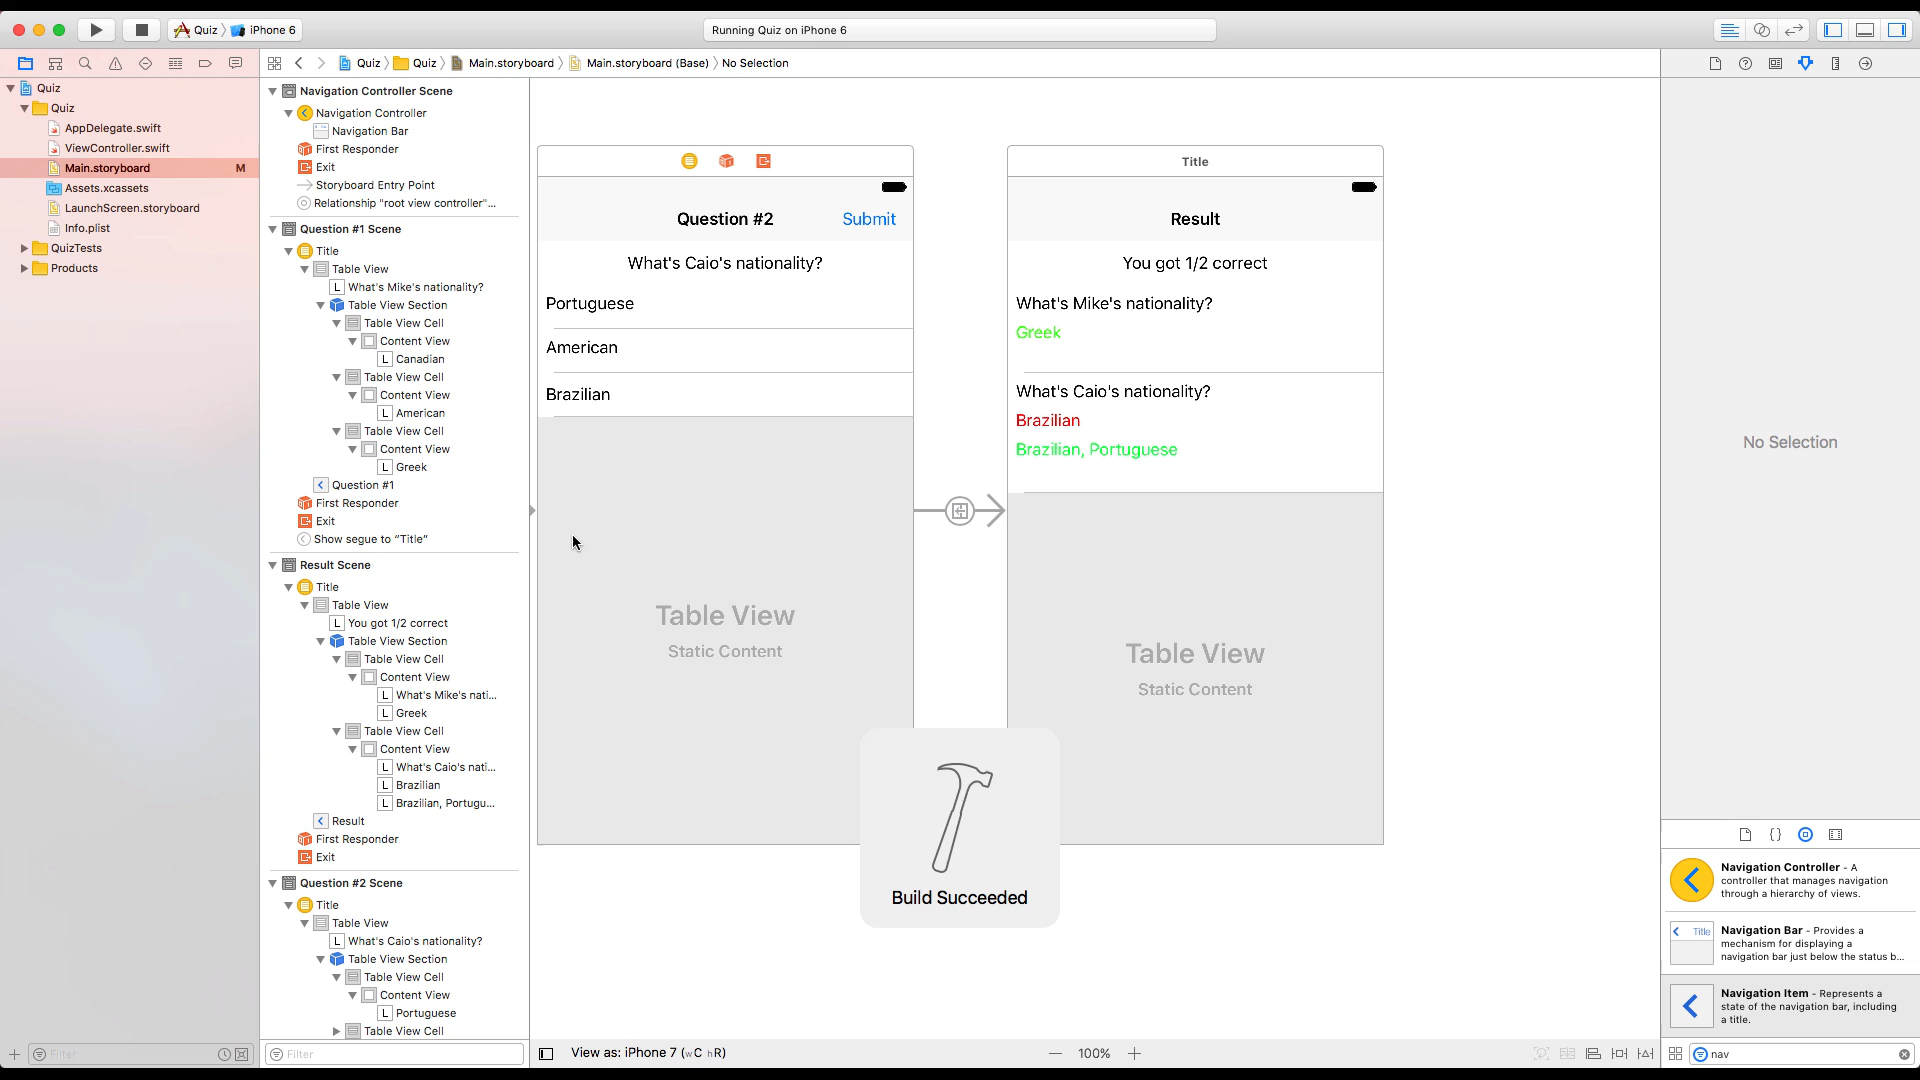 Quiz
iPhone 6
Running Quiz on iPhone 6
Quiz
Quiz
Main.storyboard
Main.storyboard (Base)
No Selection
Quiz
Quiz
AppDelegate.swift
ViewController.swift
Main.storyboard
M
Assets.xcassets
LaunchScreen.storyboard
Info.plist
QuizTests
Products
Filter
Navigation Controller Scene
Navigation Controller
Navigation Bar
First Responder
Exit
Storyboard Entry Point
Relationship "root view controller"...
Question #1 Scene
Title
Table View
L What's Mike's nationality?
Table View Section
Table View Cell
Content View
L Canadian
Table View Cell
Content View
L American
Table View Cell
Content View
L Greek
Question #1
First Responder
Exit
Show segue to “Title”
Result Scene
Title
Table View
L You got 1/2 correct
Table View Section
Table View Cell
Content View
L What's Mike's nati...
L Greek
Table View Cell
Content View
L What's Caio's nati...
L Brazilian
L Brazilian, Portugu...
Result
First Responder
Exit
Question #2 Scene
Title
Table View
L What's Caio's nationality?
Table View Section
Table View Cell
Content View
L Portuguese
Table View Cell
Filter
Question #2
Submit
What's Caio's nationality?
Portuguese
American
Brazilian
Table View
Static Content
Title
Result
You got 1/2 correct
What's Mike's nationality?
Greek
What's Caio's nationality?
Brazilian
Brazilian, Portuguese
Table View
Static Content
Build Succeeded
View as: iPhone 7 (wC hR)
100%
No Selection
Navigation Controller - A
controller that manages navigation
through a hierarchy of views.
Title
Navigation Bar - Provides a
mechanism for displaying a
navigation bar just below the status b...
Navigation Item - Represents a
state of the navigation bar, including
a title.
nav